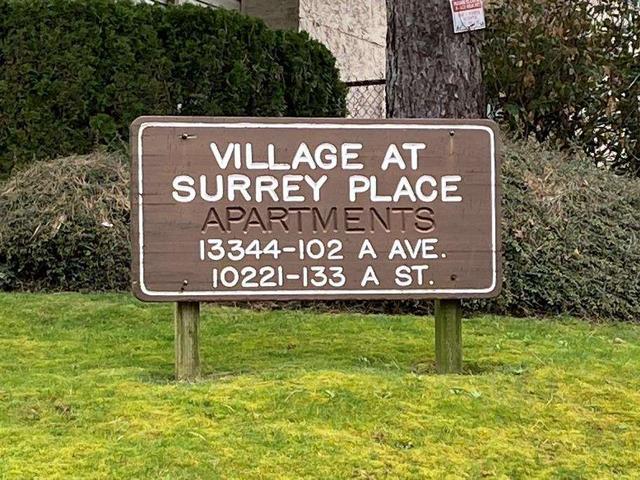 VILLAGE AT
SURREY PLACE
APARTMENTS
13344-102 A AVE.
10221-133 A ST.